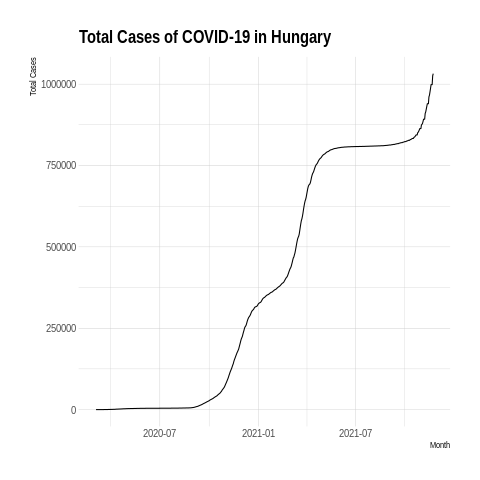 Total Cases of COVID-19 in Hungary
Total Cases
1000000
750000
500000
250000
0
2020-07 2021-01 2021-07
Month